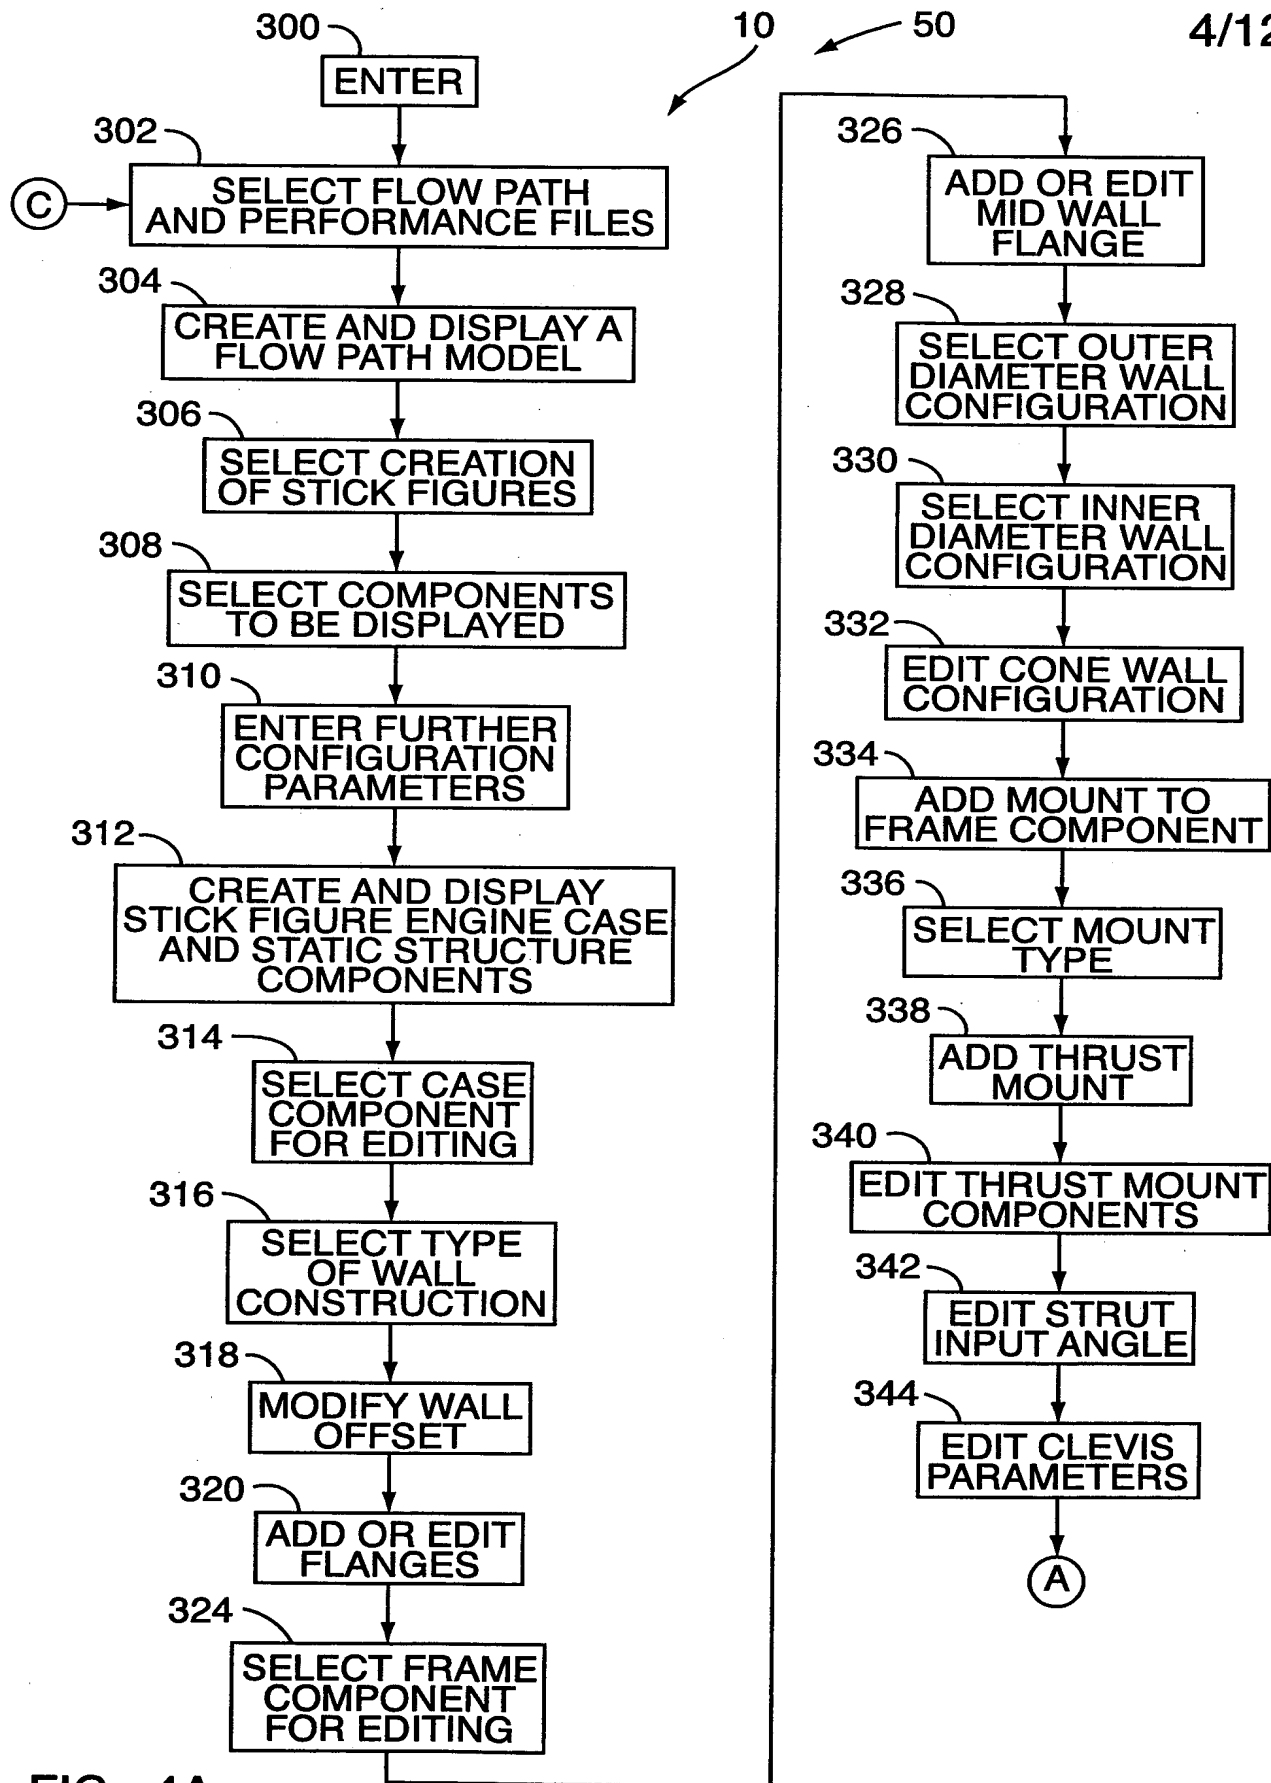 300
10
50
4/12
ENTER
302
C
SELECT FLOW PATH
AND PERFORMANCE FILES
304
CREATE AND DISPLAY A
FLOW PATH MODEL
306
SELECT CREATION
OF STICK FIGURES
308
SELECT COMPONENTS
TO BE DISPLAYED
310
ENTER FURTHER
CONFIGURATION
PARAMETERS
312
CREATE AND DISPLAY
STICK FIGURE ENGINE CASE
AND STATIC STRUCTURE
COMPONENTS
314
SELECT CASE
COMPONENT
FOR EDITING
316
SELECT TYPE
OF WALL
CONSTRUCTION
318
MODIFY WALL
OFFSET
320
ADD OR EDIT
FLANGES
324
SELECT FRAME
COMPONENT
FOR EDITING
326
ADD OR EDIT
MID WALL
FLANGE
328
SELECT OUTER
DIAMETER WALL
CONFIGURATION
330
SELECT INNER
DIAMETER WALL
CONFIGURATION
332
EDIT CONE WALL
CONFIGURATION
334
ADD MOUNT TO
FRAME COMPONENT
336
SELECT MOUNT
TYPE
338
ADD THRUST
MOUNT
340
EDIT THRUST MOUNT
COMPONENTS
342
EDIT STRUT
INPUT ANGLE
344
EDIT CLEVIS
PARAMETERS
A
FIG. 4A